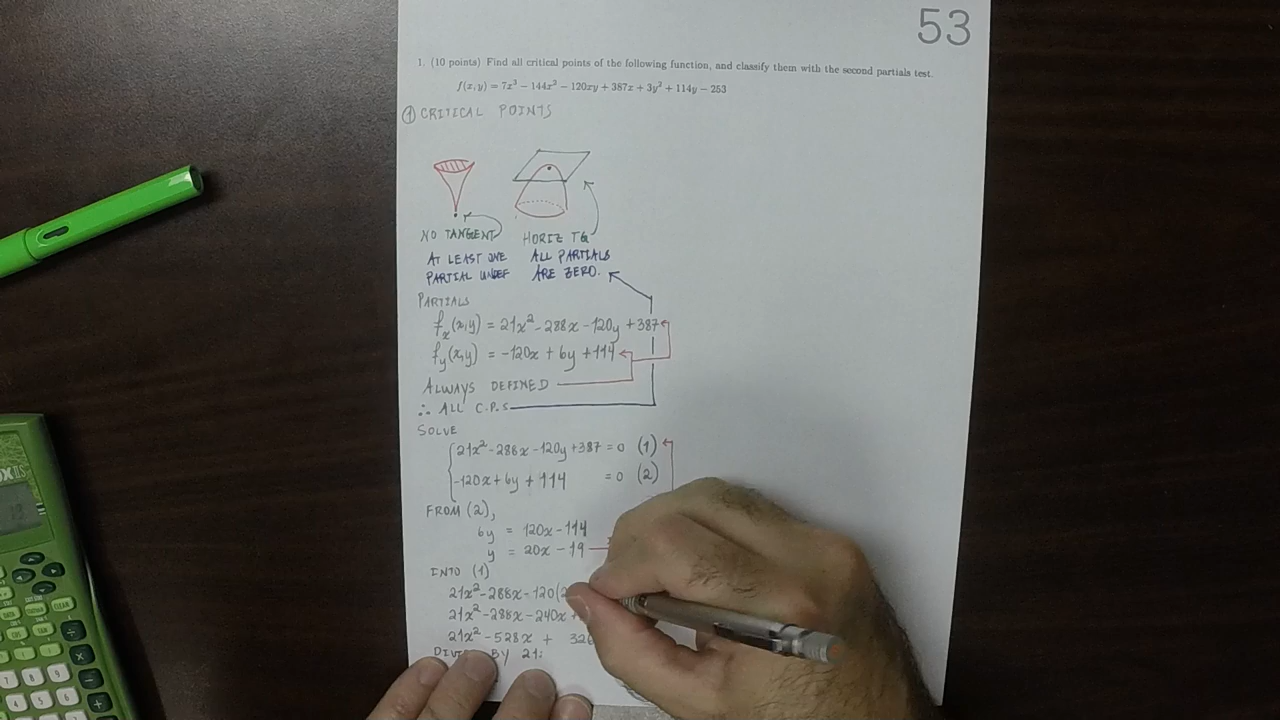 53
1. (10 points) Find all critical points of the following function, and classify them with the second partials test.
f(x, y) = 7x³ − 144x² − 120xy + 387x + 3y² + 114y − 253
① CRITICAL POINTS
NO TANGENT HORIZ TG
AT LEAST ONE ALL PARTIALS
PARTIAL UNDEF ARE ZERO.
PARTIALS
fx(x,y) = 21x² - 288x - 120y + 387
fy(x,y) = -120x + 6y + 114
ALWAYS DEFINED
∴ ALL C.P.S
SOLVE
21x² - 288x - 120y + 387 = 0 (1)
-120x + 6y + 114 = 0 (2)
FROM (2),
6y = 120x - 114
y = 20x - 19
INTO (1)
21x² - 288x - 120(
21x² - 288x - 240x +
21x² - 528x + 326
BY 21: